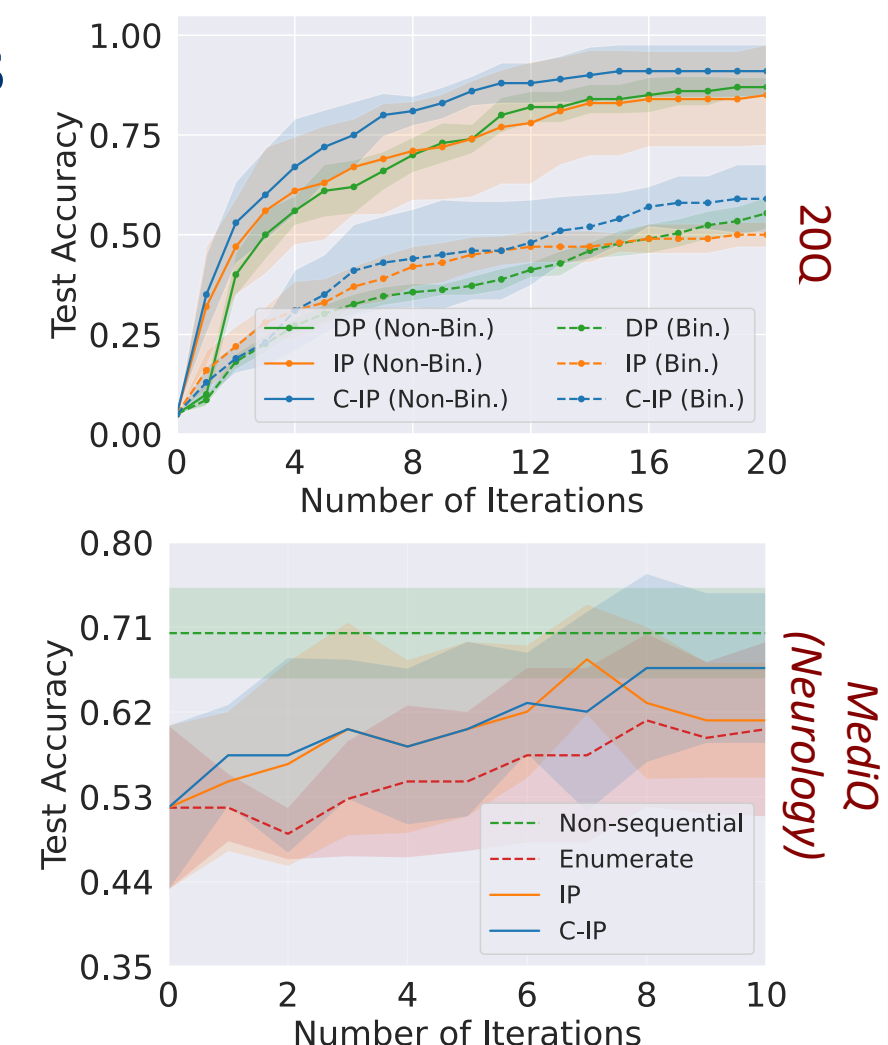 1.00
0.75
0.50
0.25
0.00
Test Accuracy
DP (Non-Bin.)
IP (Non-Bin.)
C-IP (Non-Bin.)
DP (Bin.)
IP (Bin.)
C-IP (Bin.)
0 4 8 12 16 20
Number of Iterations
20Q
0.80
0.71
0.62
0.53
0.44
0.35
Test Accuracy
Non-sequential
Enumerate
IP
C-IP
0 2 4 6 8 10
Number of Iterations
MediQ
(Neurology)